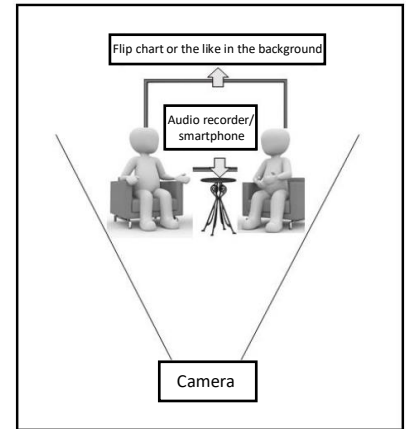 Flip chart or the like in the background
Audio recorder/
smartphone
Camera